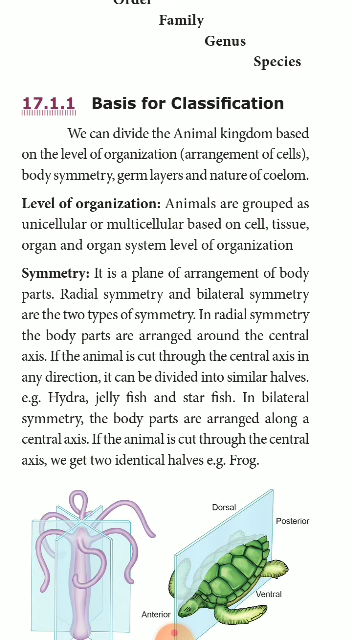 Order
Family
Genus
Species
17.1.1 Basis for Classification
We can divide the Animal kingdom based
on the level of organization (arrangement of cells),
body symmetry, germ layers and nature of coelom.
Level of organization: Animals are grouped as
unicellular or multicellular based on cell, tissue,
organ and organ system level of organization
Symmetry: It is a plane of arrangement of body
parts. Radial symmetry and bilateral symmetry
are the two types of symmetry. In radial symmetry
the body parts are arranged around the central
axis. If the animal is cut through the central axis in
any direction, it can be divided into similar halves.
e.g. Hydra, jelly fish and star fish. In bilateral
symmetry, the body parts are arranged along a
central axis. If the animal is cut through the central
axis, we get two identical halves e.g. Frog.
Dorsal
Posterior
Ventral
Anterior